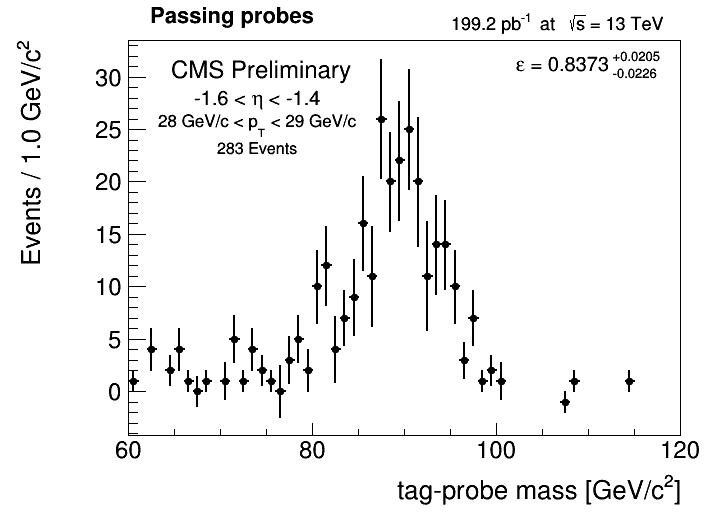 Passing probes
199.2 pb⁻¹ at √s = 13 TeV
CMS Preliminary
ε = 0.8373 +0.0205 -0.0226
-1.6 < η < -1.4
28 GeV/c < p_T < 29 GeV/c
283 Events
Events / 1.0 GeV/c²
30
25
20
15
10
5
0
60 80 100 120
tag-probe mass [GeV/c²]